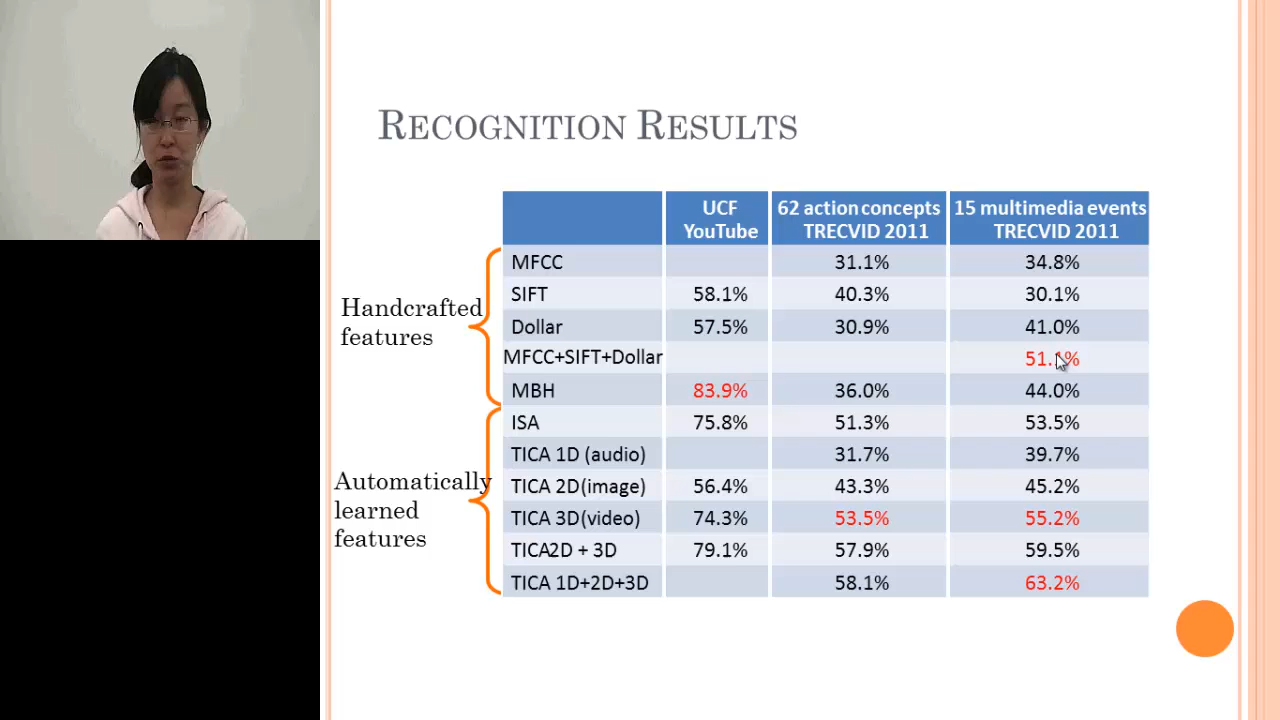 RECOGNITION RESULTS
UCF YouTube
62 action concepts TRECVID 2011
15 multimedia events TRECVID 2011
Handcrafted
features
MFCC 31.1% 34.8%
SIFT 58.1% 40.3% 30.1%
Dollar 57.5% 30.9% 41.0%
MFCC+SIFT+Dollar 51.1%
MBH 83.9% 36.0% 44.0%
Automatically
learned
features
ISA 75.8% 51.3% 53.5%
TICA 1D (audio) 31.7% 39.7%
TICA 2D(image) 56.4% 43.3% 45.2%
TICA 3D(video) 74.3% 53.5% 55.2%
TICA2D + 3D 79.1% 57.9% 59.5%
TICA 1D+2D+3D 58.1% 63.2%